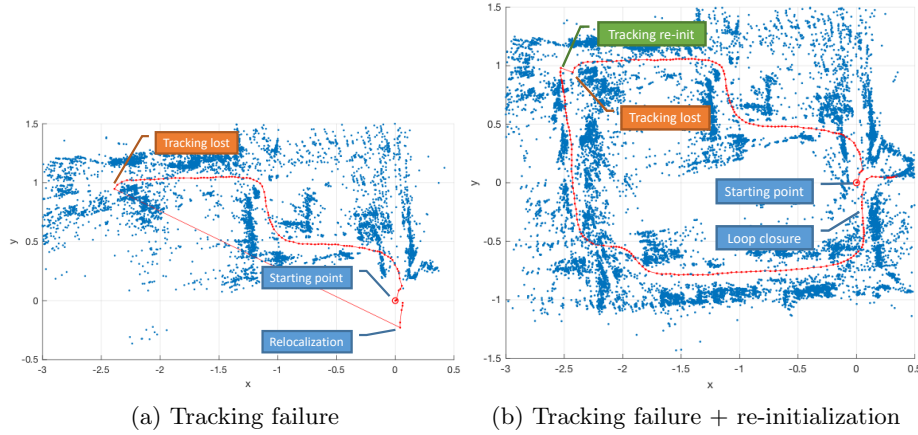 1.5
1
0.5
0
-0.5
-3
-2.5
-2
-1.5
-1
-0.5
0
0.5
y
x
Tracking lost
Starting point
Relocalization
(a) Tracking failure
1.5
1
0.5
0
-0.5
-1
-1.5
-3
-2.5
-2
-1.5
-1
-0.5
0
0.5
y
x
Tracking re-init
Tracking lost
Starting point
Loop closure
(b) Tracking failure + re-initialization